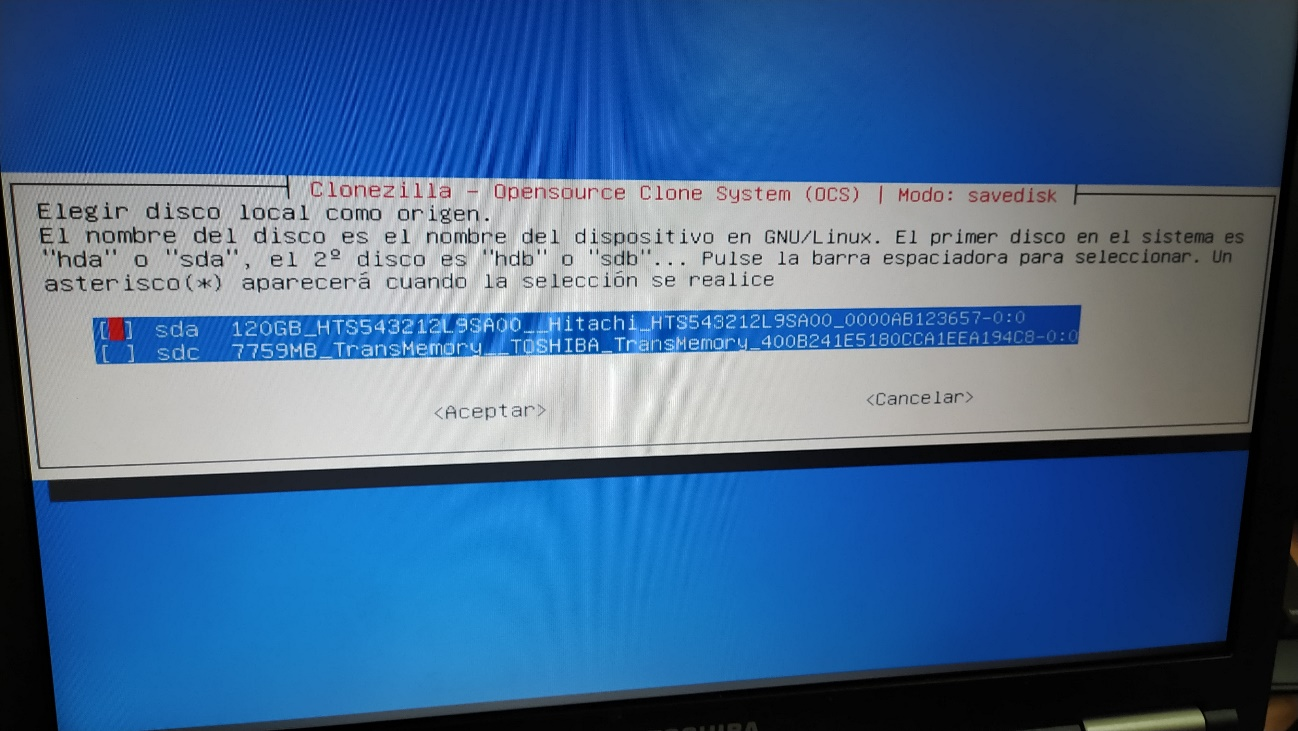 Clonezilla - Opensource Clone System (OCS) | Modo: savedisk
Elegir disco local como origen.
El nombre del disco es el nombre del dispositivo en GNU/Linux. El primer disco en el sistema es
"hda" o "sda", el 2º disco es "hdb" o "sdb"... Pulse la barra espaciadora para seleccionar. Un
asterisco(*) aparecerá cuando la selección se realice
[ ] sda 120GB_HTS543212L9SA00__Hitachi_HTS543212L9SA00_0000AB123657-0:0
[ ] sdc 7759MB_TransMemory__TOSHIBA_TransMemory_400B241E5180CCA1EEA194C8-0:0
<Aceptar> <Cancelar>
TOSHIBA